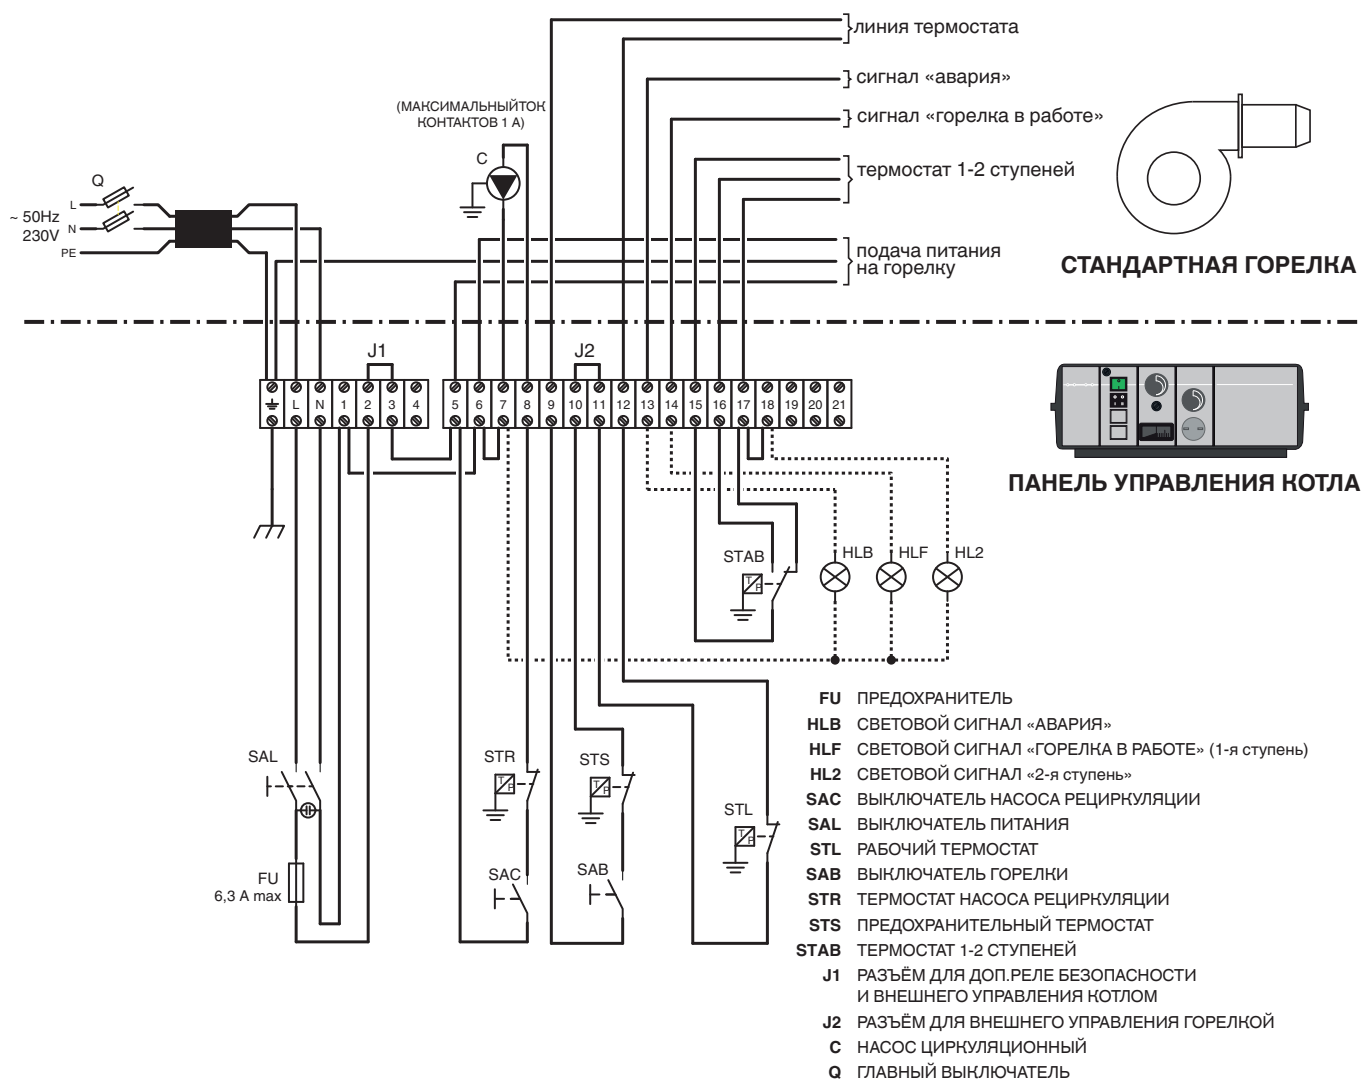 линия термостата
сигнал «авария»
(МАКСИМАЛЬНЫЙТОК
КОНТАКТОВ 1 А)
сигнал «горелка в работе»
C
термостат 1-2 ступеней
Q
L
~ 50Hz
230V
N
PE
подача питания
на горелку
СТАНДАРТНАЯ ГОРЕЛКА
J1
J2
L N 1 2 3 4 5 6 7 8 9 10 11 12 13 14 15 16 17 18 19 20 21
ПАНЕЛЬ УПРАВЛЕНИЯ КОТЛА
STAB
T
P
HLB
HLF
HL2
SAL
STR
T
P
STS
T
P
STL
T
P
FU
6,3 A max
SAC
SAB
FU ПРЕДОХРАНИТЕЛЬ
HLB СВЕТОВОЙ СИГНАЛ «АВАРИЯ»
HLF СВЕТОВОЙ СИГНАЛ «ГОРЕЛКА В РАБОТЕ» (1-я ступень)
HL2 СВЕТОВОЙ СИГНАЛ «2-я ступень»
SAC ВЫКЛЮЧАТЕЛЬ НАСОСА РЕЦИРКУЛЯЦИИ
SAL ВЫКЛЮЧАТЕЛЬ ПИТАНИЯ
STL РАБОЧИЙ ТЕРМОСТАТ
SAB ВЫКЛЮЧАТЕЛЬ ГОРЕЛКИ
STR ТЕРМОСТАТ НАСОСА РЕЦИРКУЛЯЦИИ
STS ПРЕДОХРАНИТЕЛЬНЫЙ ТЕРМОСТАТ
STAB ТЕРМОСТАТ 1-2 СТУПЕНЕЙ
J1 РАЗЪЁМ ДЛЯ ДОП.РЕЛЕ БЕЗОПАСНОСТИ
И ВНЕШНЕГО УПРАВЛЕНИЯ КОТЛОМ
J2 РАЗЪЁМ ДЛЯ ВНЕШНЕГО УПРАВЛЕНИЯ ГОРЕЛКОЙ
C НАСОС ЦИРКУЛЯЦИОННЫЙ
Q ГЛАВНЫЙ ВЫКЛЮЧАТЕЛЬ